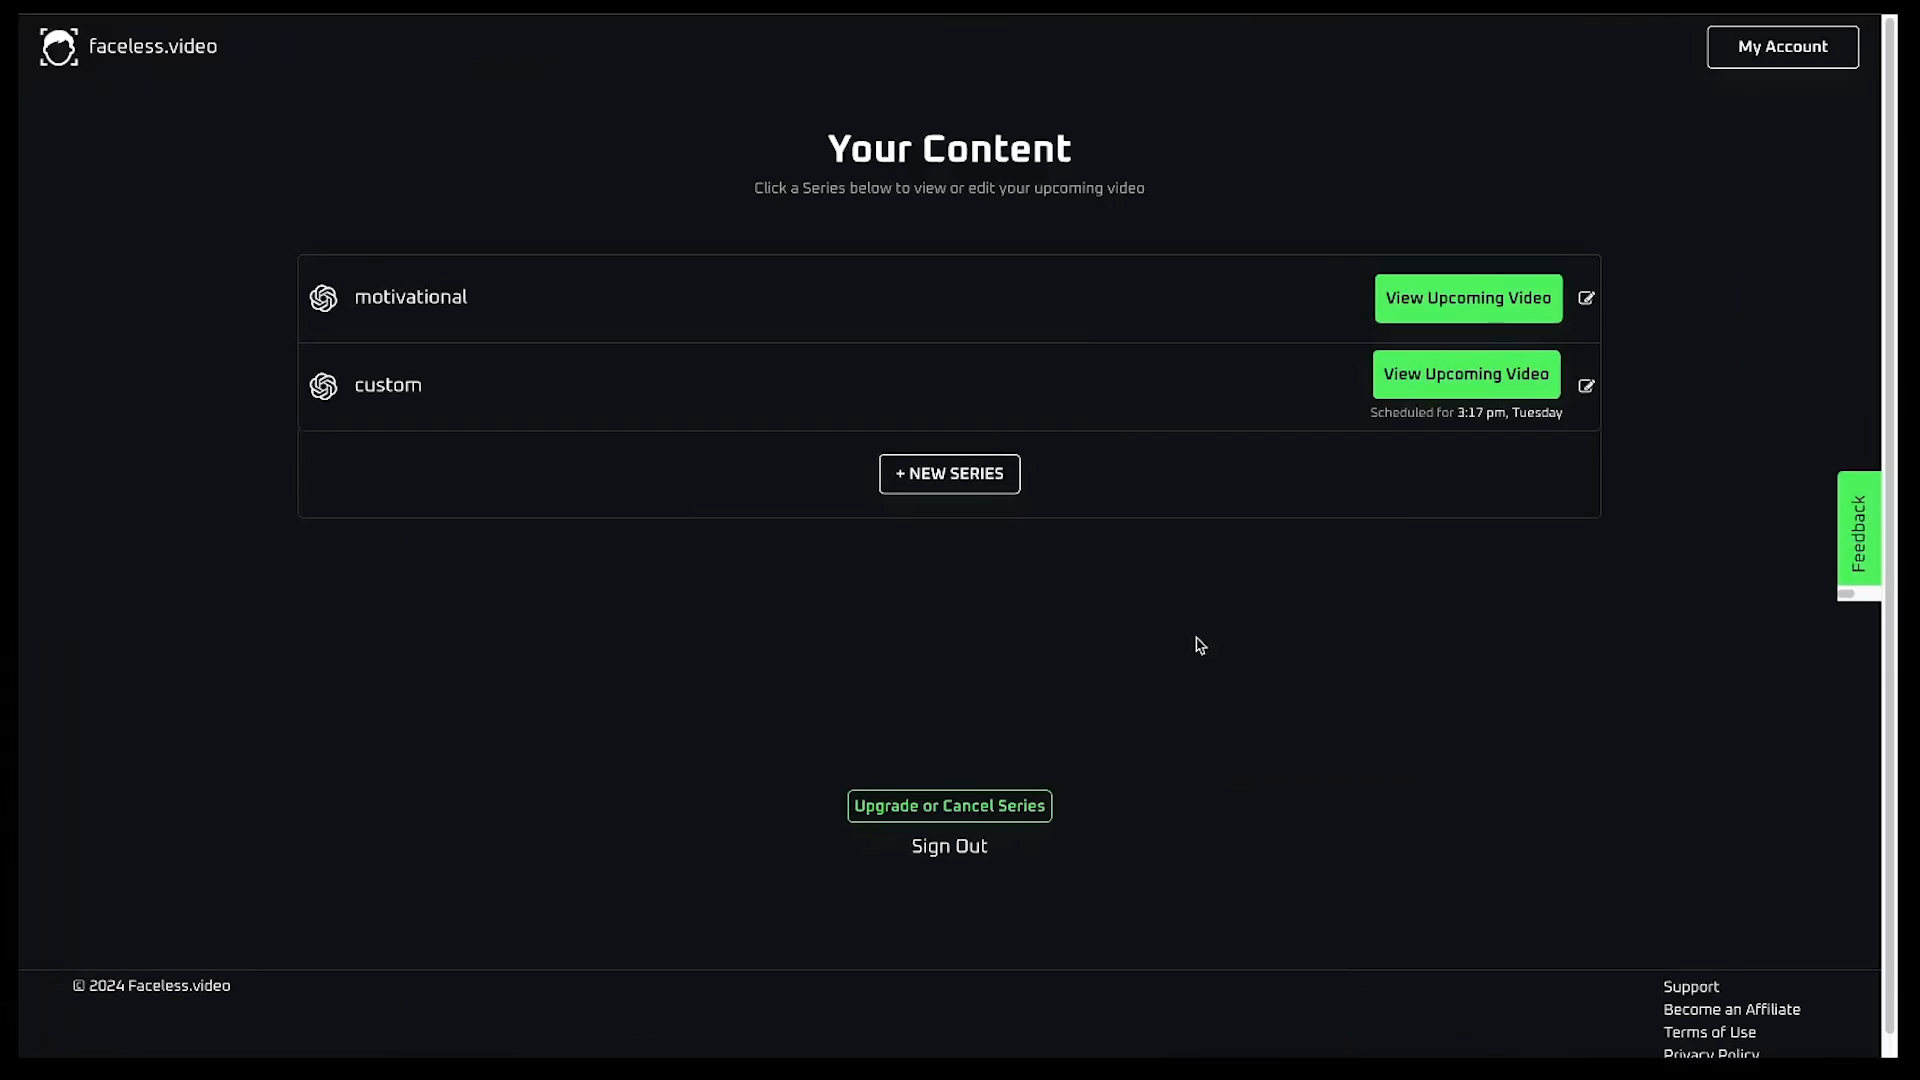 faceless.video
My Account
Your Content
Click a Series below to view or edit your upcoming video
motivational
View Upcoming Video
custom
View Upcoming Video
Scheduled for 3:17 pm, Tuesday
+ NEW SERIES
Feedback
Upgrade or Cancel Series
Sign Out
© 2024 Faceless.video
Support
Become an Affiliate
Terms of Use
Privacy Policy